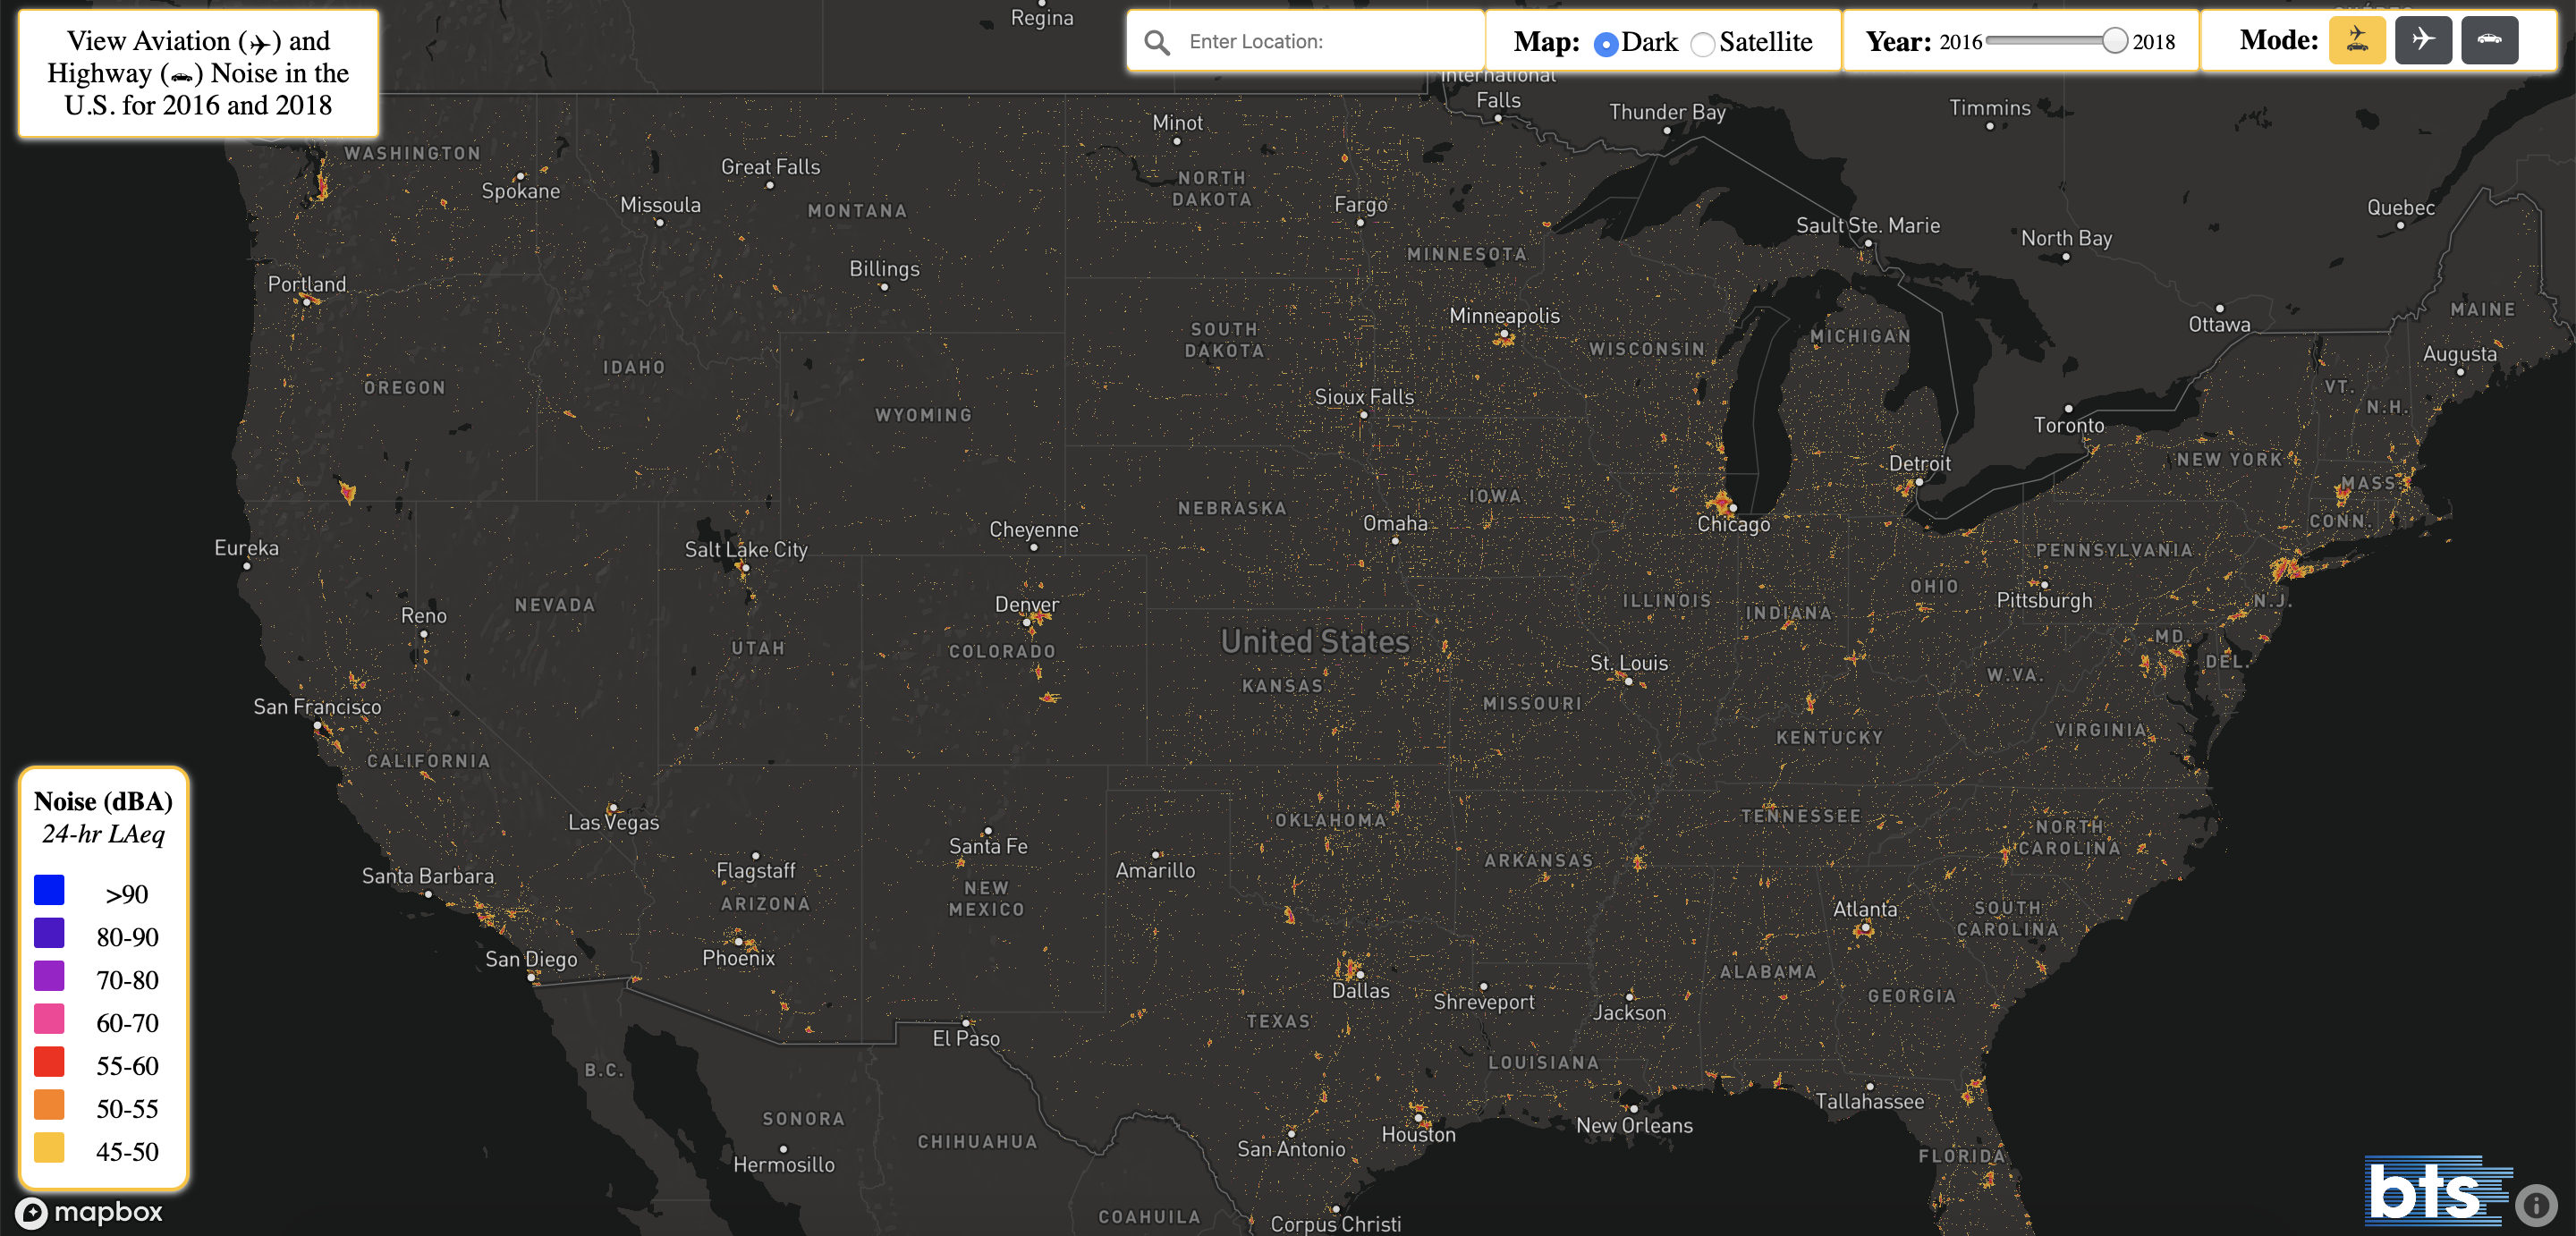 View Aviation (✈) and
Highway (🚗) Noise in the
U.S. for 2016 and 2018
Enter Location:
Map: Dark Satellite
Year: 2016 2018
Mode:
Regina
International
Falls
Thunder Bay
Timmins
Minot
WASHINGTON
Spokane
Great Falls
Missoula
MONTANA
NORTH
DAKOTA
Fargo
MINNESOTA
Sault Ste. Marie
North Bay
Quebec
Portland
Billings
Minneapolis
SOUTH
DAKOTA
WISCONSIN
MICHIGAN
Ottawa
MAINE
Augusta
IDAHO
OREGON
WYOMING
Sioux Falls
Toronto
VT.
N.H.
Detroit
NEW YORK
MASS.
CONN.
NEBRASKA
IOWA
Omaha
Chicago
Eureka
Salt Lake City
Cheyenne
PENNSYLVANIA
OHIO
Pittsburgh
N.J.
Reno
NEVADA
Denver
ILLINOIS
INDIANA
UTAH
COLORADO
United States
MD.
DEL.
St. Louis
W.VA.
KANSAS
MISSOURI
San Francisco
KENTUCKY
VIRGINIA
CALIFORNIA
Las Vegas
Santa Fe
OKLAHOMA
TENNESSEE
NORTH
CAROLINA
Flagstaff
Amarillo
ARKANSAS
Santa Barbara
ARIZONA
NEW
MEXICO
Atlanta
SOUTH
CAROLINA
San Diego
Phoenix
Dallas
Shreveport
ALABAMA
GEORGIA
Jackson
TEXAS
El Paso
LOUISIANA
B.C.
Tallahassee
SONORA
CHIHUAHUA
San Antonio
Houston
New Orleans
Hermosillo
FLORIDA
COAHUILA
Corpus Christi
Noise (dBA)
24-hr LAeq
>90
80-90
70-80
60-70
55-60
50-55
45-50
mapbox
bts